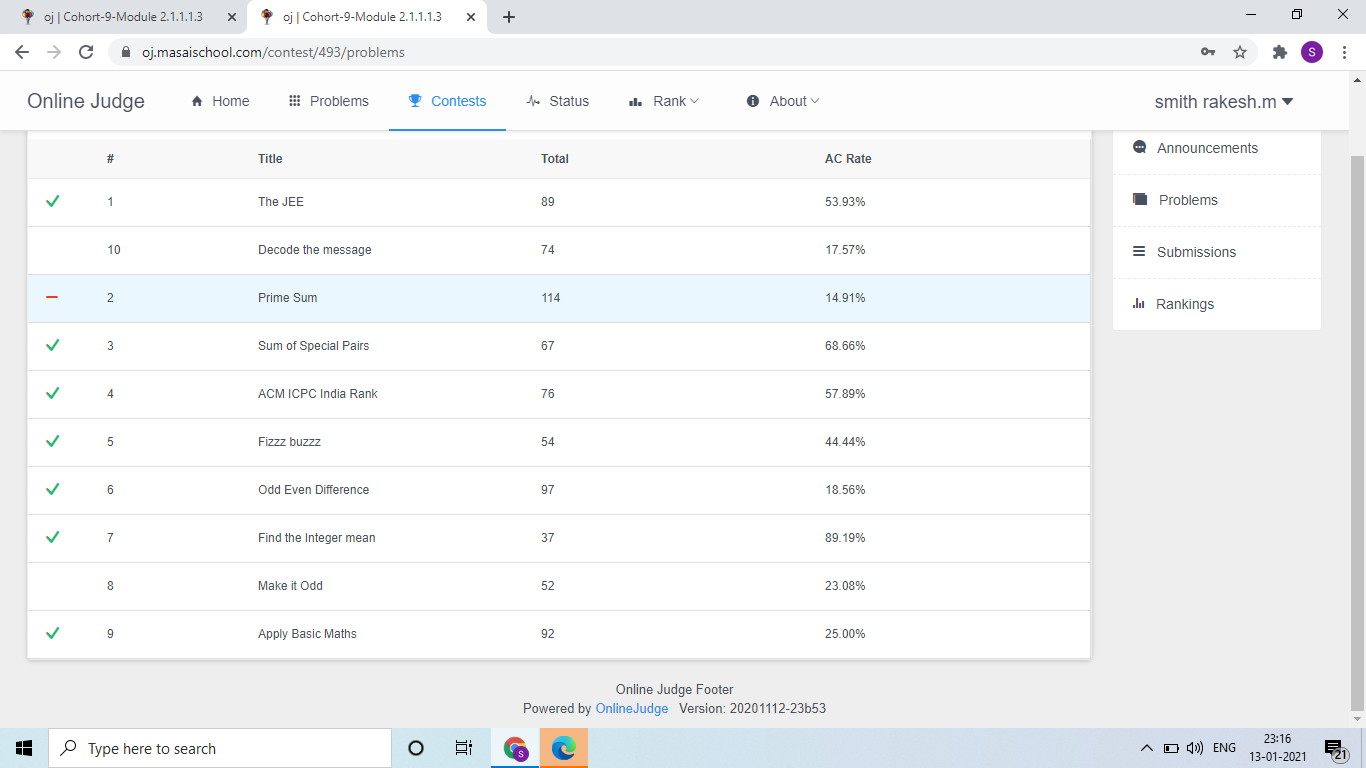 oj | Cohort-9-Module 2.1.1.1.3 oj | Cohort-9-Module 2.1.1.1.3
oj.masaischool.com/contest/493/problems S
Online Judge Home Problems Contests Status Rank About smith rakesh.m
# Title Total AC Rate
1 The JEE 89 53.93%
10 Decode the message 74 17.57%
2 Prime Sum 114 14.91%
3 Sum of Special Pairs 67 68.66%
4 ACM ICPC India Rank 76 57.89%
5 Fizzz buzzz 54 44.44%
6 Odd Even Difference 97 18.56%
7 Find the Integer mean 37 89.19%
8 Make it Odd 52 23.08%
9 Apply Basic Maths 92 25.00%
Announcements
Problems
Submissions
Rankings
Online Judge Footer
Powered by OnlineJudge Version: 20201112-23b53
Type here to search S ENG 23:16
13-01-2021 21